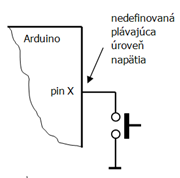 nedefinovaná
plávajúca
úroveň
napätia
Arduino
pin X